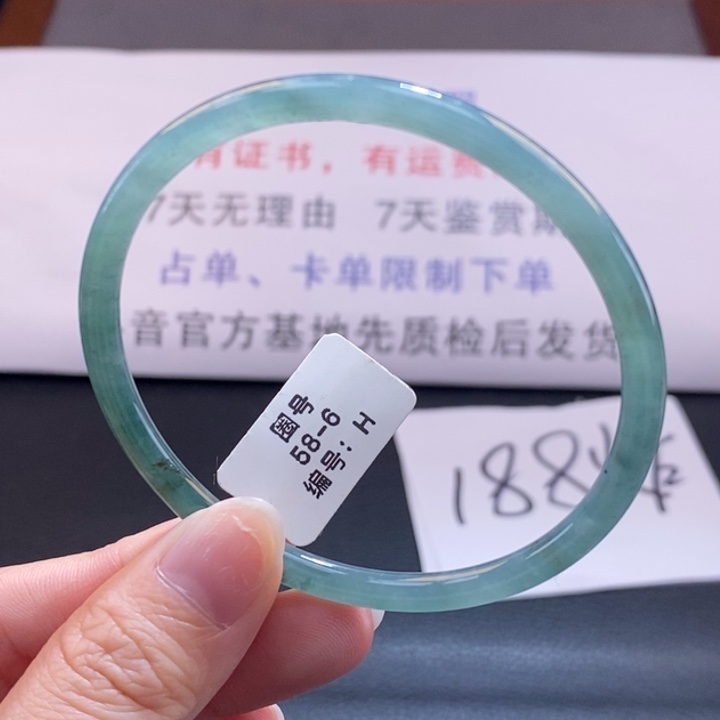 有证书，有运费
7天无理由 7天鉴赏期
占单、卡单限制下单
音官方基地先质检后发货
圈号
58-6
编号: H
188